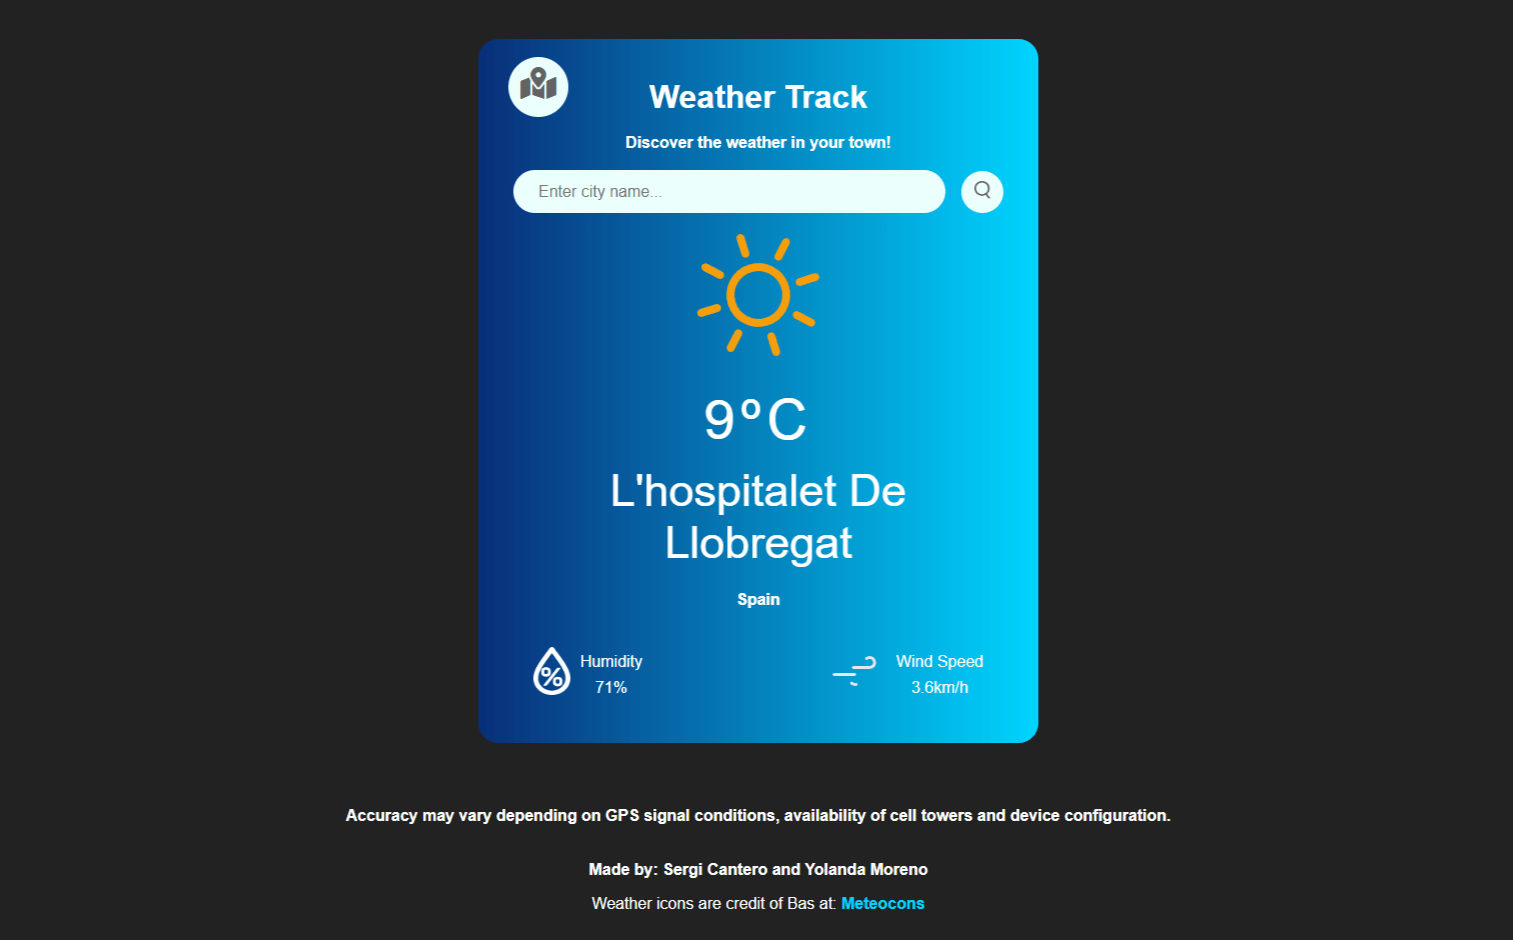 Weather Track
Discover the weather in your town!
Enter city name...
9ºC
L'hospitalet De
Llobregat
Spain
Humidity
71%
Wind Speed
3.6km/h
Accuracy may vary depending on GPS signal conditions, availability of cell towers and device configuration.
Made by: Sergi Cantero and Yolanda Moreno
Weather icons are credit of Bas at: Meteocons